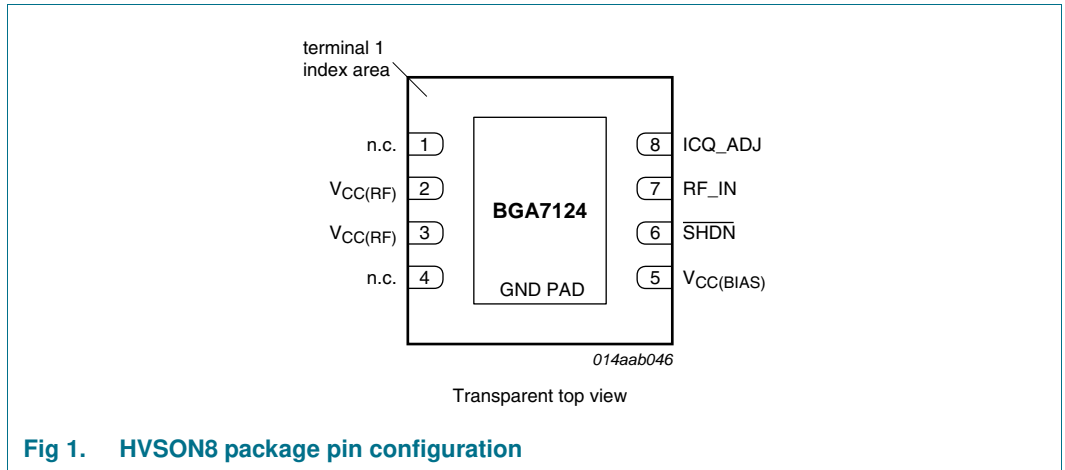 terminal 1
index area
n.c. 1
8 ICQ_ADJ
VCC(RF) 2
7 RF_IN
BGA7124
VCC(RF) 3
6 SHDN
n.c. 4
5 VCC(BIAS)
GND PAD
014aab046
Transparent top view
Fig 1. HVSON8 package pin configuration